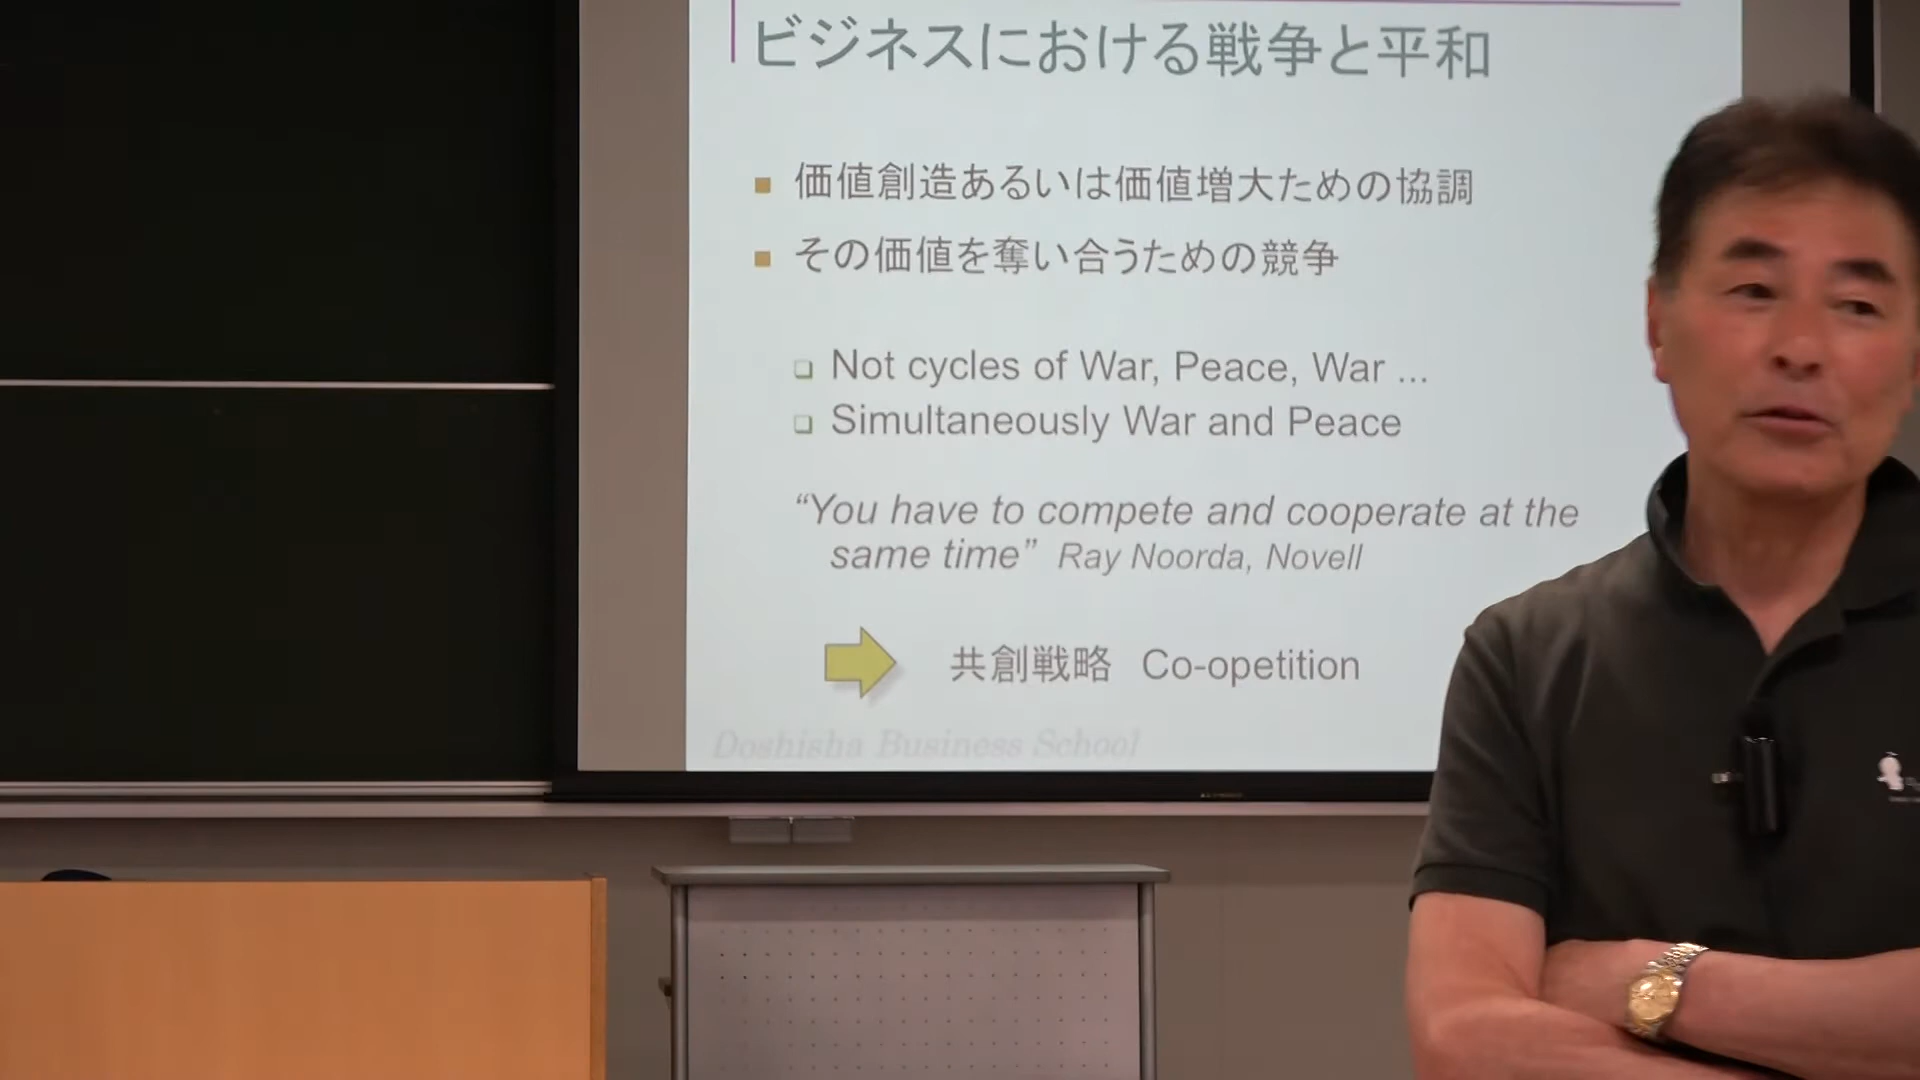 ビジネスにおける戦争と平和
価値創造あるいは価値増大ための協調
その価値を奪い合うための競争
Not cycles of War, Peace, War ...
Simultaneously War and Peace
“You have to compete and cooperate at the
same time” Ray Noorda, Novell
共創戦略 Co-opetition
Doshisha Business School